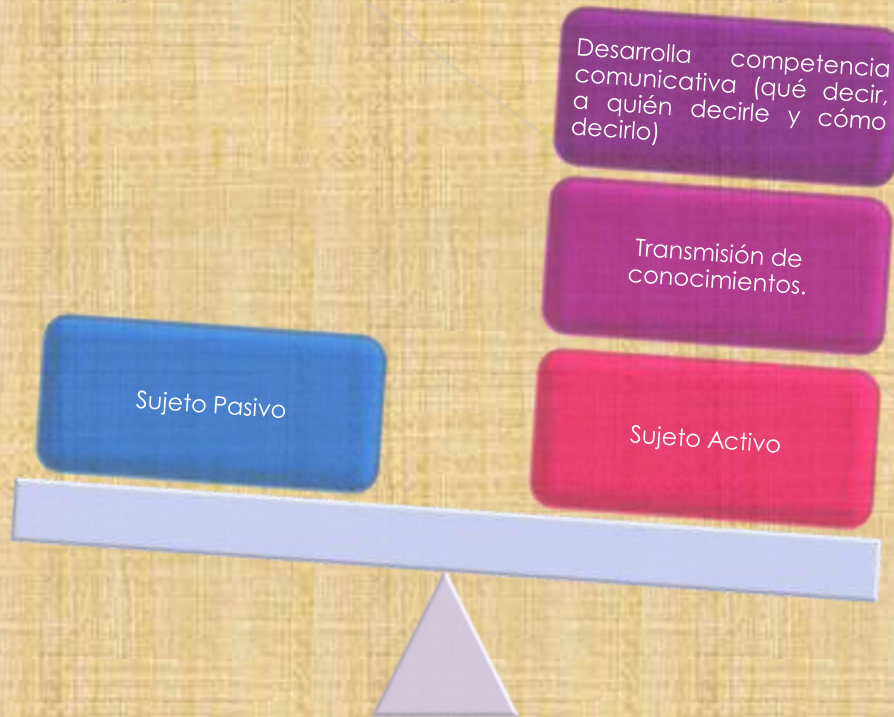 Desarrolla competencia
comunicativa (qué decir,
a quién decirle y cómo
decirlo)
Transmisión de
conocimientos.
Sujeto Pasivo
Sujeto Activo